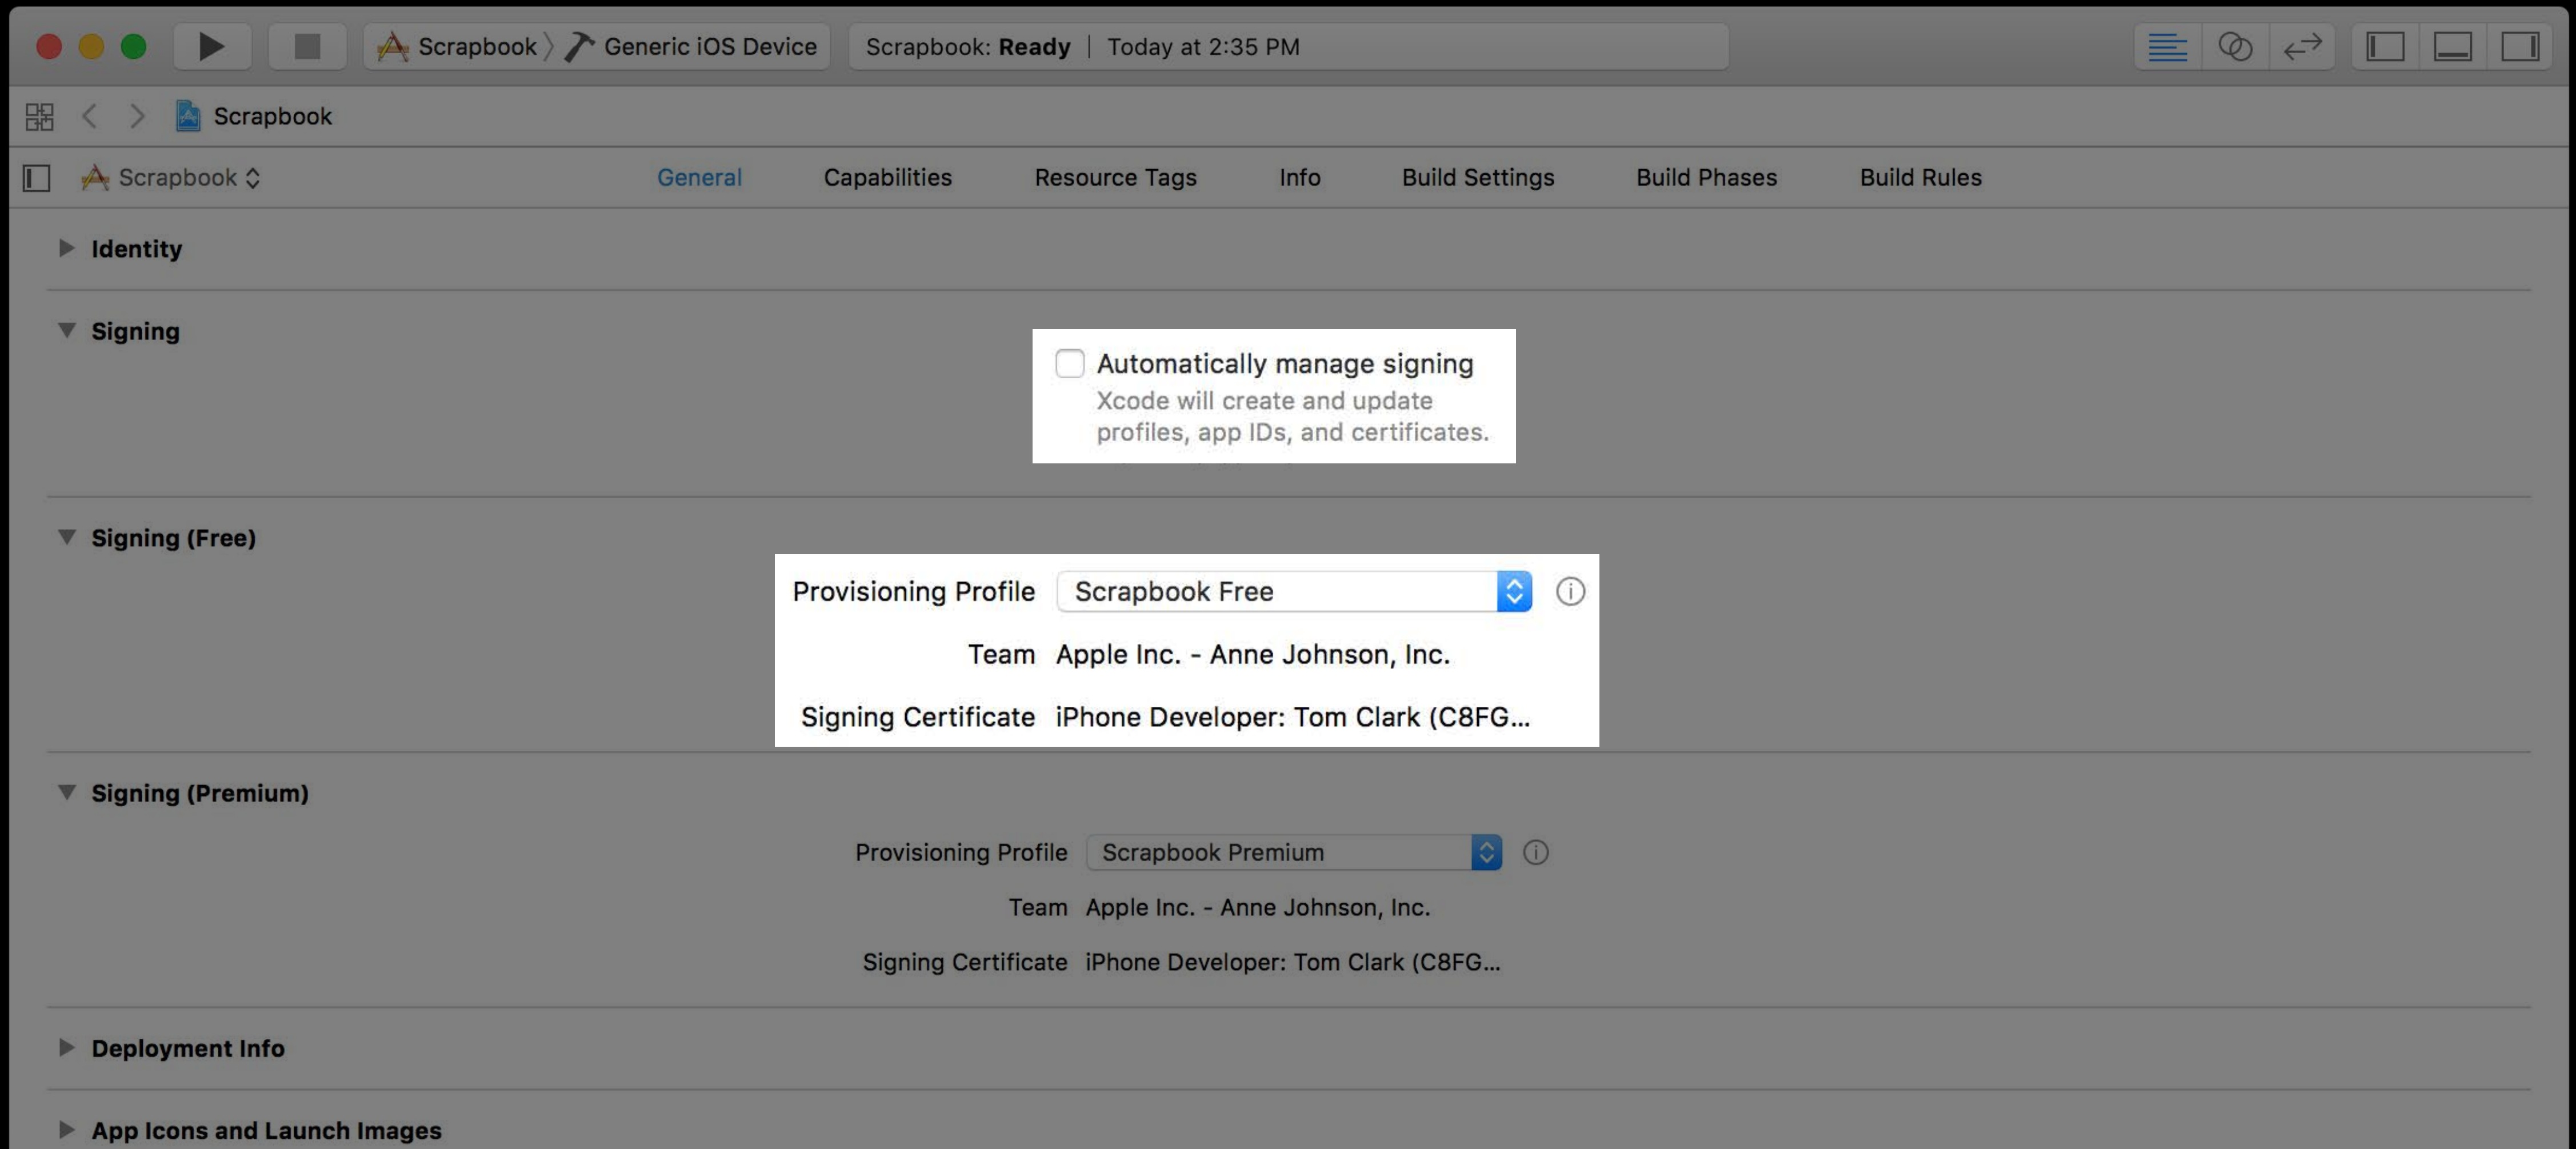 Scrapbook Generic iOS Device Scrapbook: Ready | Today at 2:35 PM
Scrapbook
Scrapbook General Capabilities Resource Tags Info Build Settings Build Phases Build Rules
Identity
Signing
Automatically manage signing
Xcode will create and update
profiles, app IDs, and certificates.
Signing (Free)
Provisioning Profile Scrapbook Free
Team Apple Inc. - Anne Johnson, Inc.
Signing Certificate iPhone Developer: Tom Clark (C8FG...
Signing (Premium)
Provisioning Profile Scrapbook Premium
Team Apple Inc. - Anne Johnson, Inc.
Signing Certificate iPhone Developer: Tom Clark (C8FG...
Deployment Info
App Icons and Launch Images